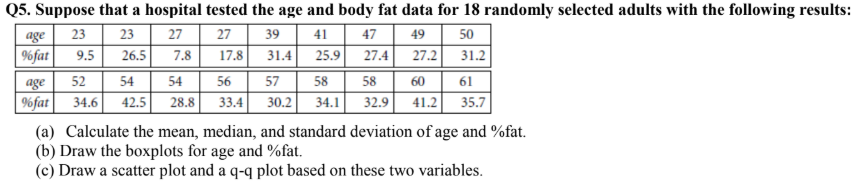 Q5. Suppose that a hospital tested the age and body fat data for 18 randomly selected adults with the following results:
age 23 23 27 27 39 41 47 49 50
%fat 9.5 26.5 7.8 17.8 31.4 25.9 27.4 27.2 31.2
age 52 54 54 56 57 58 58 60 61
%fat 34.6 42.5 28.8 33.4 30.2 34.1 32.9 41.2 35.7
(a) Calculate the mean, median, and standard deviation of age and %fat.
(b) Draw the boxplots for age and %fat.
(c) Draw a scatter plot and a q-q plot based on these two variables.